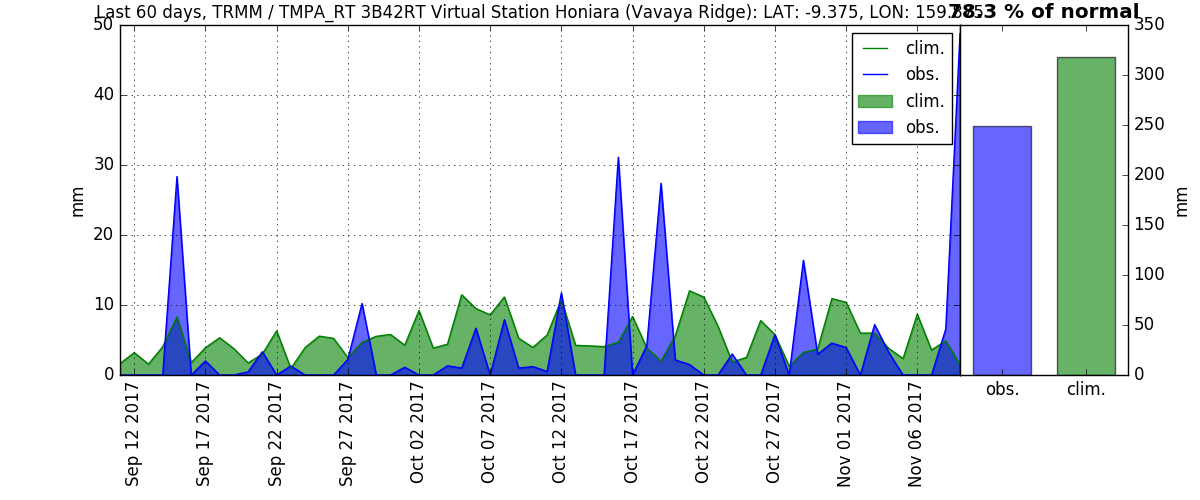 Last 60 days, TRMM / TMPA_RT 3B42RT Virtual Station Honiara (Vavaya Ridge): LAT: -9.375, LON:
78.3 % of normal
50
40
30
20
10
0
mm
clim.
obs.
clim.
obs.
350
300
250
200
150
100
50
0
mm
Sep 12 2017
Sep 17 2017
Sep 22 2017
Sep 27 2017
Oct 02 2017
Oct 07 2017
Oct 12 2017
Oct 17 2017
Oct 22 2017
Oct 27 2017
Nov 01 2017
Nov 06 2017
obs.
clim.